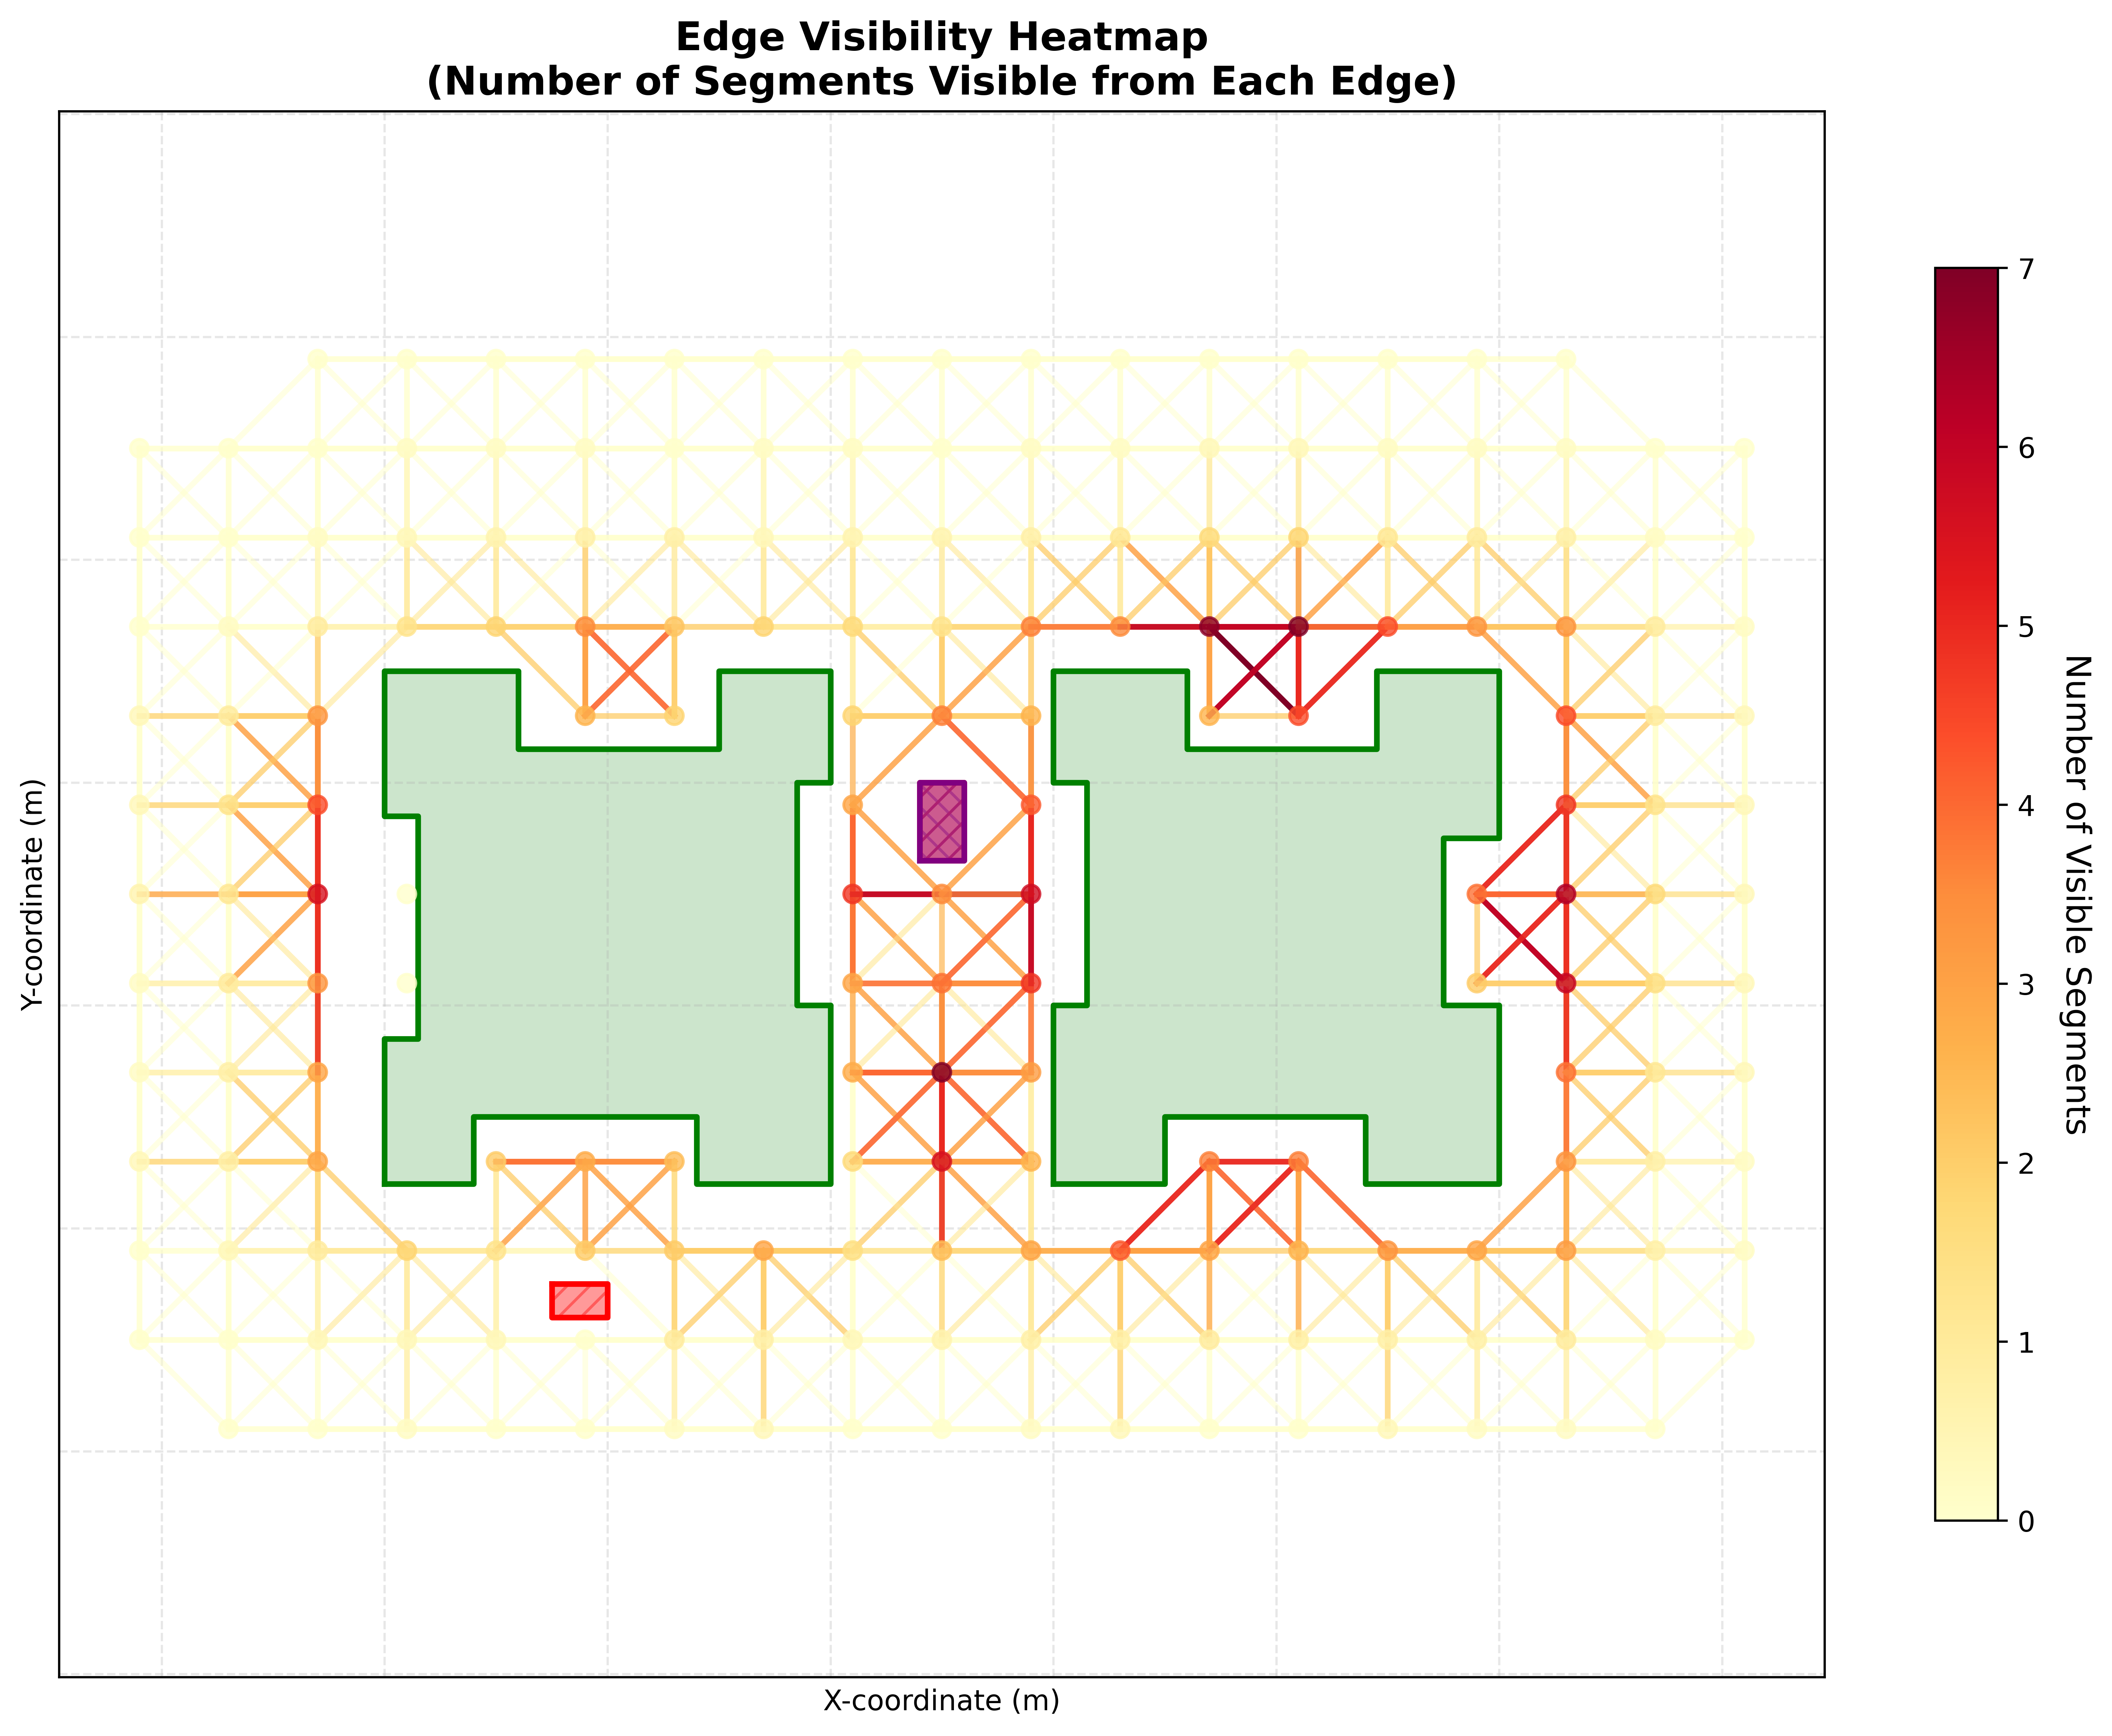 Edge Visibility Heatmap
(Number of Segments Visible from Each Edge)
Y-coordinate (m)
X-coordinate (m)
7
6
5
4
3
2
1
0
Number of Visible Segments